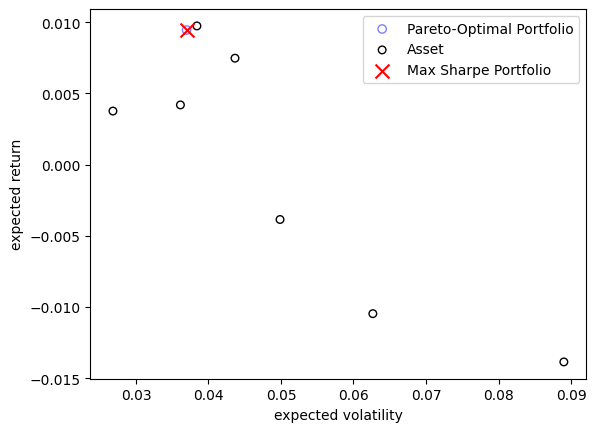 0.010
0.005
0.000
−0.005
−0.010
−0.015
expected return
0.03
0.04
0.05
0.06
0.07
0.08
0.09
expected volatility
Pareto-Optimal Portfolio
Asset
Max Sharpe Portfolio